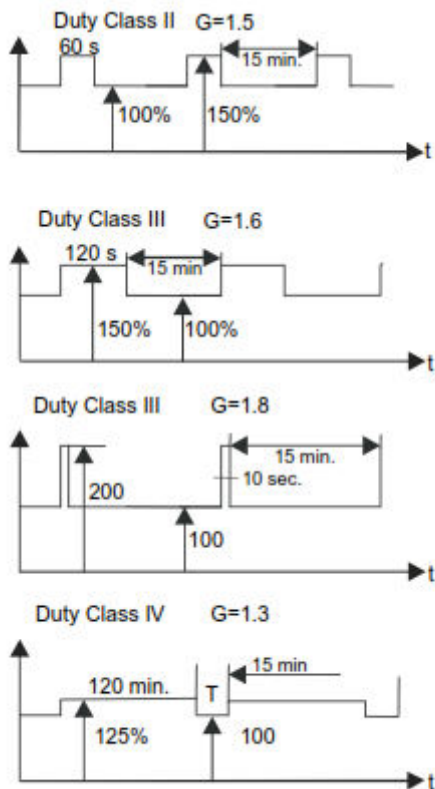 Duty Class II G=1.5
60 s
15 min.
100% 150%
t
Duty Class III G=1.6
120 s
15 min
150% 100%
t
Duty Class III G=1.8
15 min.
10 sec.
200
100
t
Duty Class IV G=1.3
15 min
120 min. T
125% 100
t